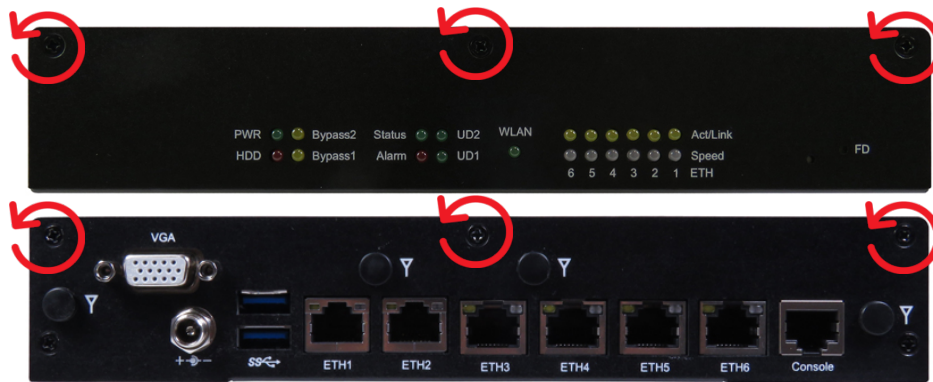 PWR Bypass2 Status UD2 WLAN Act/Link
HDD Bypass1 Alarm UD1 Speed FD
6 5 4 3 2 1 ETH
VGA
SS
ETH1 ETH2 ETH3 ETH4 ETH5 ETH6 Console